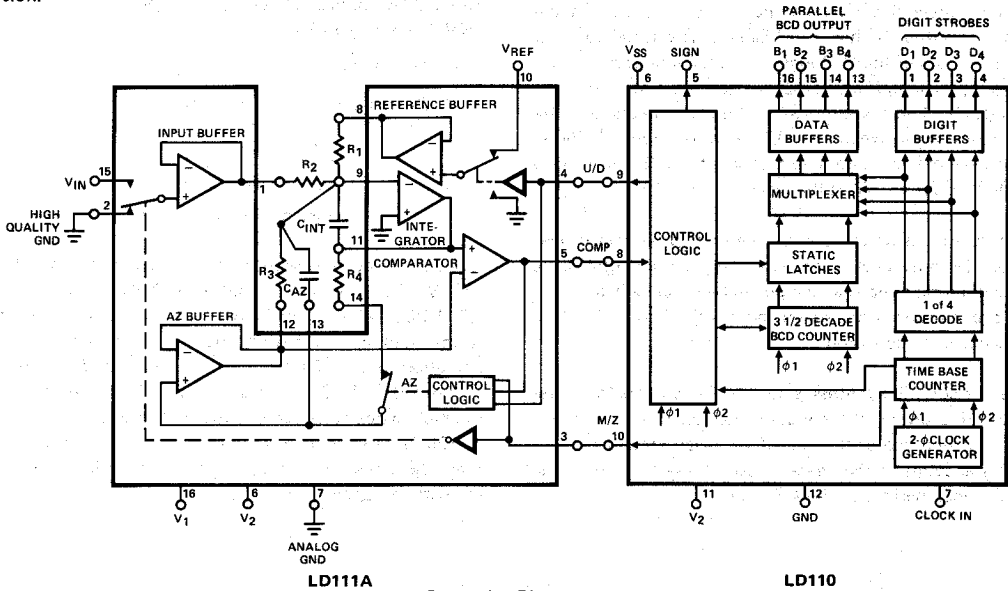 PARALLEL
BCD OUTPUT
DIGIT STROBES
VREF
10
VSS
6
SIGN
5
B1 B2 B3 B4
16 15 14 13
D1 D2 D3 D4
1 2 3 4
8 REFERENCE BUFFER
INPUT BUFFER
R1
DATA
BUFFERS
DIGIT
BUFFERS
VIN 15
R2
1
9
4 U/D 9
MULTIPLEXER
2
HIGH
QUALITY
GND
CINT
INTE-
GRATOR
11
COMPARATOR
5 COMP 8
CONTROL
LOGIC
STATIC
LATCHES
R3
CAZ
R4
14
12 13
AZ BUFFER
3 1/2 DECADE
BCD COUNTER
1 of 4
DECODE
ϕ1 ϕ2
AZ
CONTROL
LOGIC
TIME BASE
COUNTER
ϕ1 ϕ2
ϕ1 ϕ2
3 M/Z 10
2-ϕCLOCK
GENERATOR
16
V1
6
V2
7
ANALOG
GND
11
V2
12
GND
7
CLOCK IN
LD111A
LD110